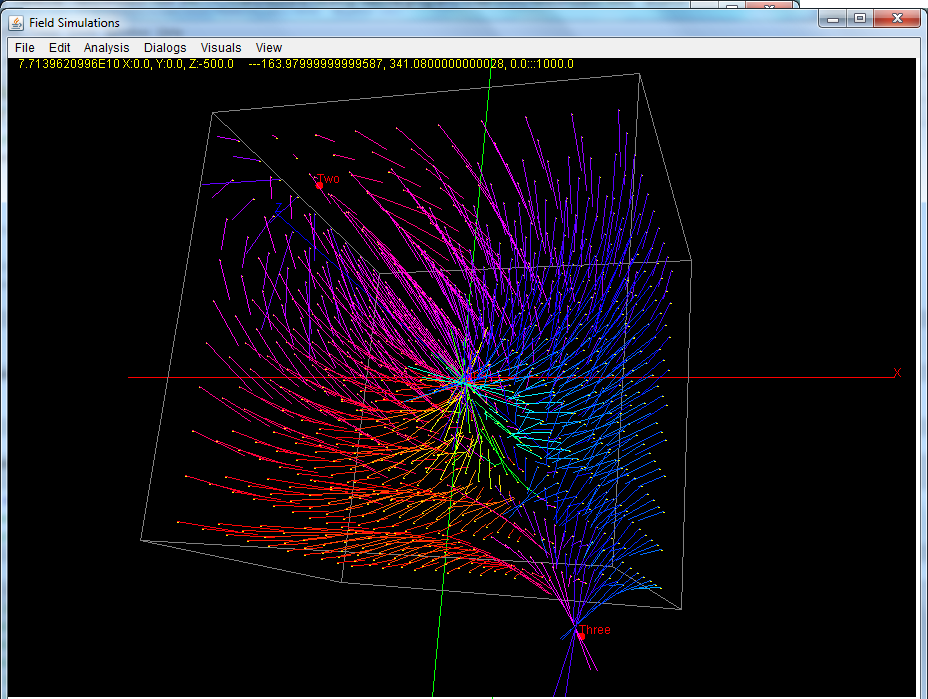 Field Simulations
File Edit Analysis Dialogs Visuals View
7.7139620996E10 X:0.0, Y:0.0, Z:-500.0 ---163.97999999999587, 341.0800000000028, 0.0:::1000.0
Two
Z
X
Three